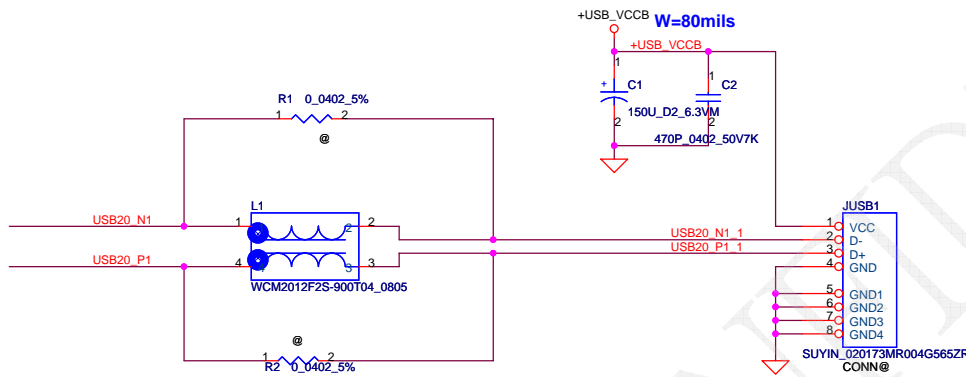 +USB_VCCB
W=80mils
+USB_VCCB
1
1
C1
C2
+
150U_D2_6.3VM
2
2
470P_0402_50V7K
R1 0_0402_5%
1
2
@
L1
JUSB1
USB20_N1
1
2
2
USB20_N1_1
1
VCC
2
D-
USB20_P1
4
3
3
USB20_P1_1
3
D+
4
GND
WCM2012F2S-900T04_0805
5
GND1
6
GND2
7
GND3
8
GND4
@
1
2
R2 0_0402_5%
SUYIN_020173MR004G565ZR
CONN@